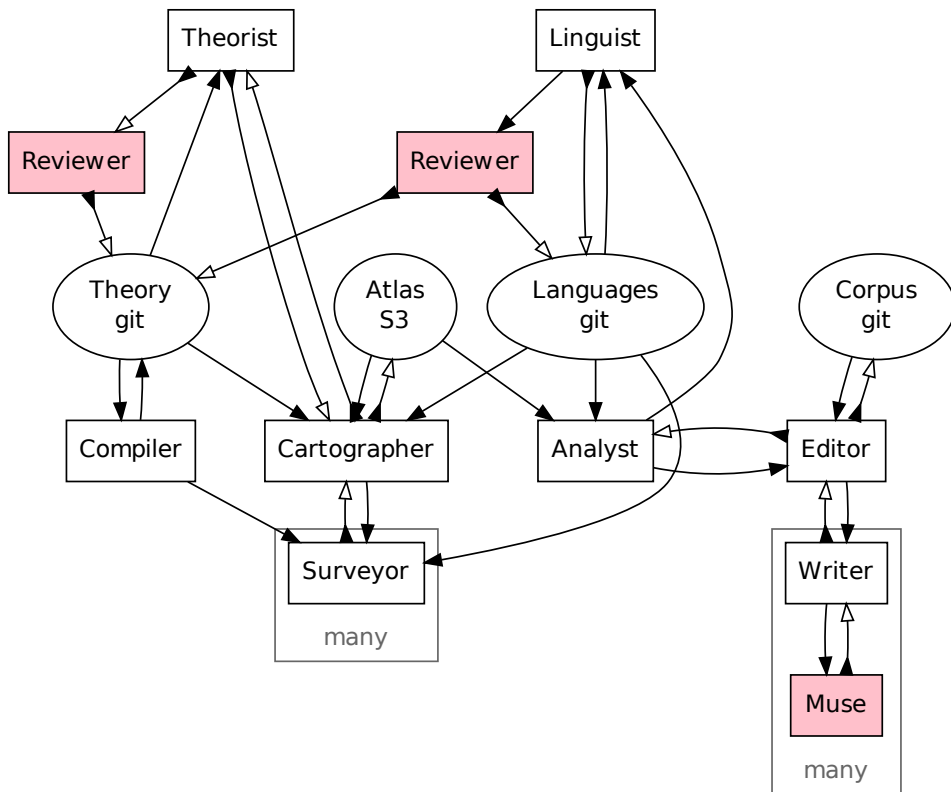 Theorist
Linguist
Reviewer
Reviewer
Theory
git
Atlas
S3
Languages
git
Corpus
git
Compiler
Cartographer
Analyst
Editor
Surveyor
many
Writer
Muse
many